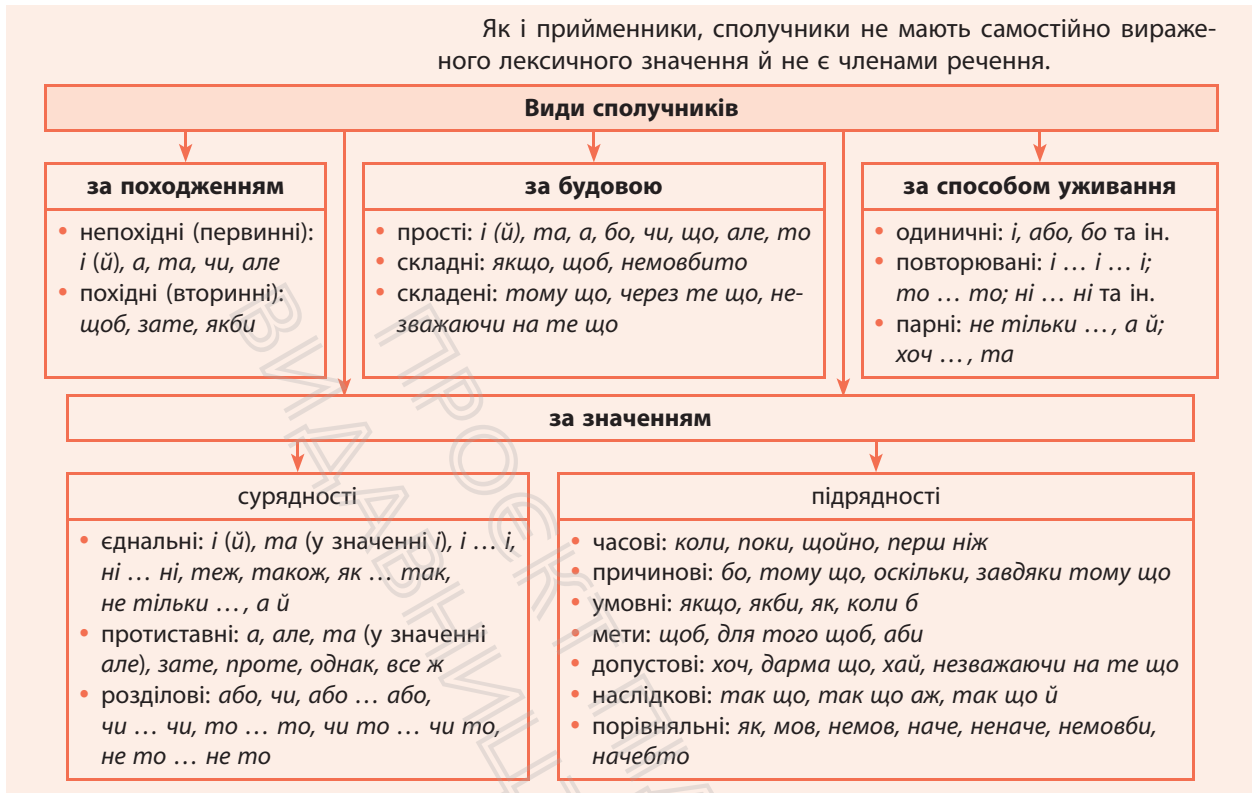 Як і прийменники, сполучники не мають самостійно вираже-
ного лексичного значення й не є членами речення.
Види сполучників
за походженням
• непохідні (первинні):
і (й), а, та, чи, але
• похідні (вторинні):
щоб, зате, якби
за будовою
• прості: і (й), та, а, бо, чи, що, але, то
• складні: якщо, щоб, немовбито
• складені: тому що, через те що, не-
зважаючи на те що
за способом уживання
• одиничні: і, або, бо та ін.
• повторювані: і … і … і;
то … то; ні … ні та ін.
• парні: не тільки …, а й;
хоч …, та
за значенням
сурядності
• єднальні: і (й), та (у значенні і), і … і,
ні … ні, теж, також, як … так,
не тільки …, а й
• протиставні: а, але, та (у значенні
але), зате, проте, однак, все ж
• розділові: або, чи, або … або,
чи … чи, то … то, чи то … чи то,
не то … не то
підрядності
• часові: коли, поки, щойно, перш ніж
• причинові: бо, тому що, оскільки, завдяки тому що
• умовні: якщо, якби, як, коли б
• мети: щоб, для того щоб, аби
• допустові: хоч, дарма що, хай, незважаючи на те що
• наслідкові: так що, так що аж, так що й
• порівняльні: як, мов, немов, наче, неначе, немовби,
начебто